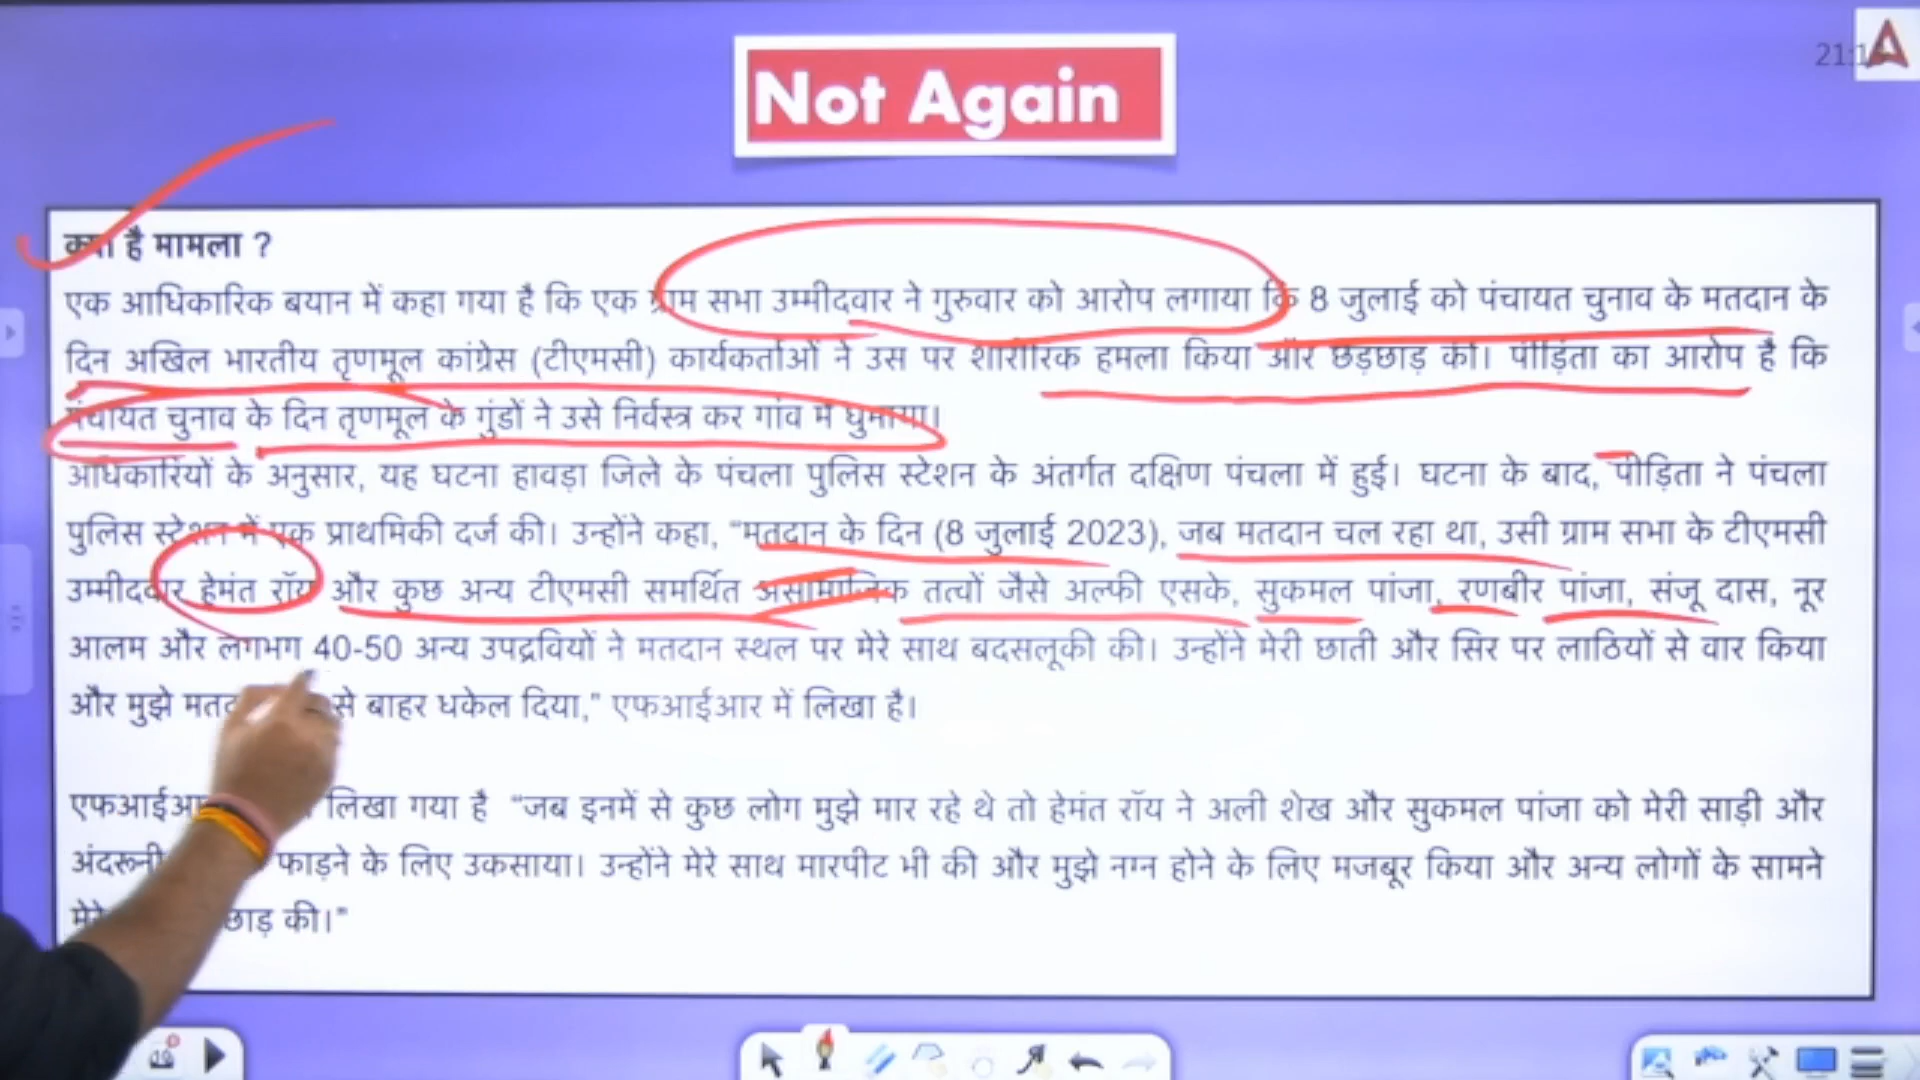 Not Again
क्या है मामला ?
एक आधिकारिक बयान में कहा गया है कि एक ग्राम सभा उम्मीदवार ने गुरुवार को आरोप लगाया कि 8 जुलाई को पंचायत चुनाव के मतदान के
दिन अखिल भारतीय तृणमूल कांग्रेस (टीएमसी) कार्यकर्ताओं ने उस पर शारीरिक हमला किया और छेड़छाड़ की। पीड़िता का आरोप है कि
पंचायत चुनाव के दिन तृणमूल के गुंडों ने उसे निर्वस्त्र कर गांव में घुमाया।
अधिकारियों के अनुसार, यह घटना हावड़ा जिले के पंचला पुलिस स्टेशन के अंतर्गत दक्षिण पंचला में हुई। घटना के बाद, पीड़िता ने पंचला
पुलिस स्टेशन में एक प्राथमिकी दर्ज की। उन्होंने कहा, "मतदान के दिन (8 जुलाई 2023), जब मतदान चल रहा था, उसी ग्राम सभा के टीएमसी
उम्मीदवार हेमंत रॉय और कुछ अन्य टीएमसी समर्थित असामाजिक तत्वों जैसे अल्फी एसके, सुकमल पांजा, रणबीर पांजा, संजू दास, नूर
आलम और लगभग 40-50 अन्य उपद्रवियों ने मतदान स्थल पर मेरे साथ बदसलूकी की। उन्होंने मेरी छाती और सिर पर लाठियों से वार किया
और मुझे से बाहर धकेल दिया," एफआईआर में लिखा है।
लिखा गया है "जब इनमें से कुछ लोग मुझे मार रहे थे तो हेमंत रॉय ने अली शेख और सुकमल पांजा को मेरी साड़ी और
अंदरूनी फाड़ने के लिए उकसाया। उन्होंने मेरे साथ मारपीट भी की और मुझे नग्न होने के लिए मजबूर किया और अन्य लोगों के सामने
की।"